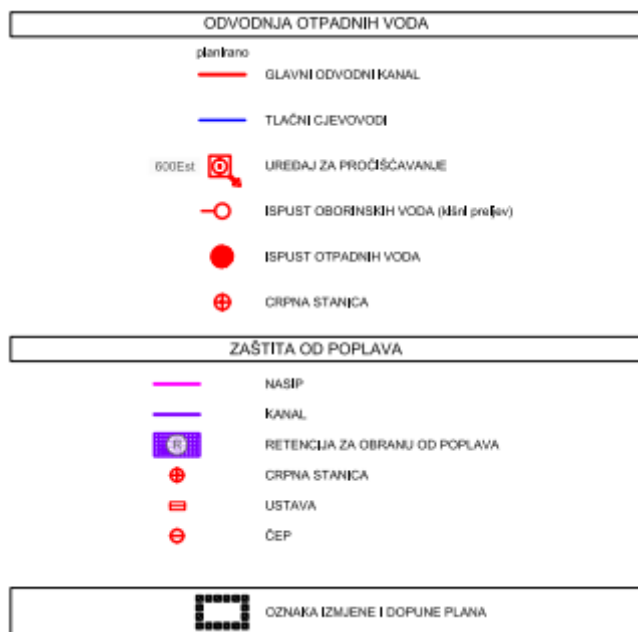 ODVODNJA OTPADNIH VODA
planirano
GLAVNI ODVODNI KANAL
TLAČNI CJEVOVODI
600Est UREĐAJ ZA PROČIŠĆAVANJE
ISPUST OBORINSKIH VODA (kišni preljev)
ISPUST OTPADNIH VODA
CRPNA STANICA
ZAŠTITA OD POPLAVA
NASIP
KANAL
R RETENCIJA ZA OBRANU OD POPLAVA
CRPNA STANICA
USTAVA
ČEP
OZNAKA IZMJENE I DOPUNE PLANA